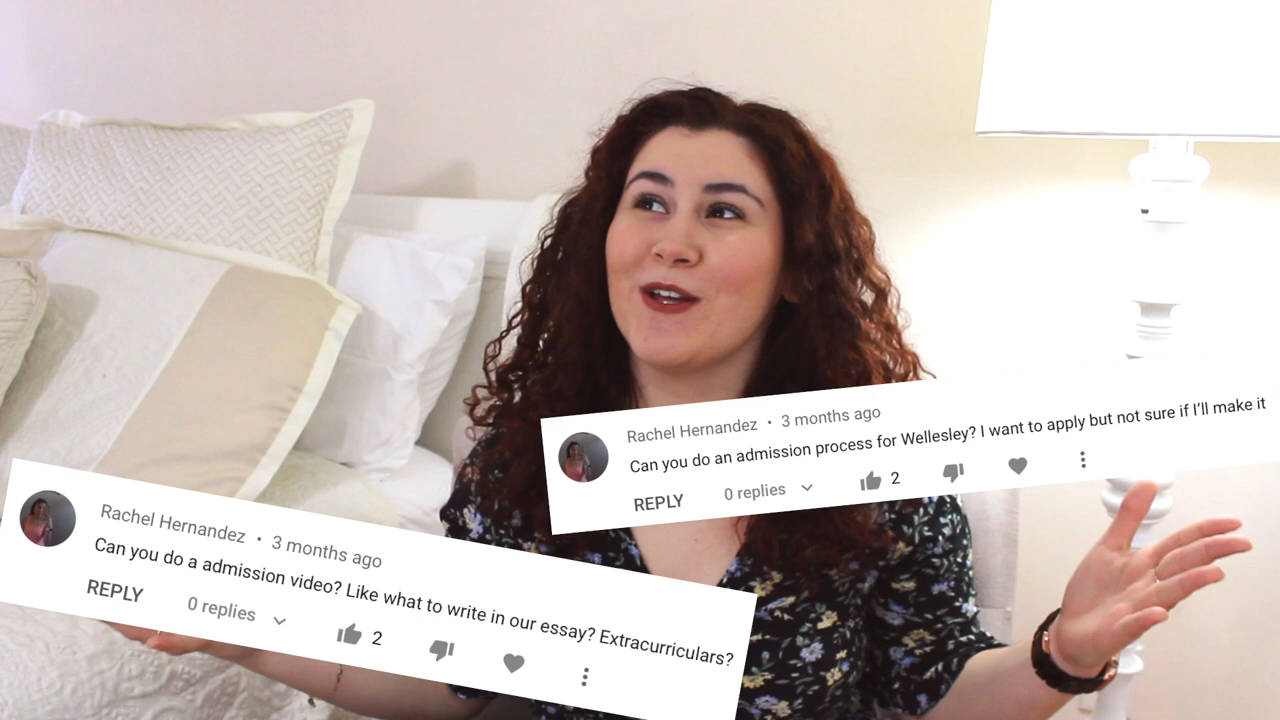 Rachel Hernandez • 3 months ago
Can you do an admission process for Wellesley? I want to apply but not sure if I'll make it
REPLY 0 replies 2
Rachel Hernandez • 3 months ago
Can you do a admission video? Like what to write in our essay? Extracurriculars?
REPLY 0 replies 2